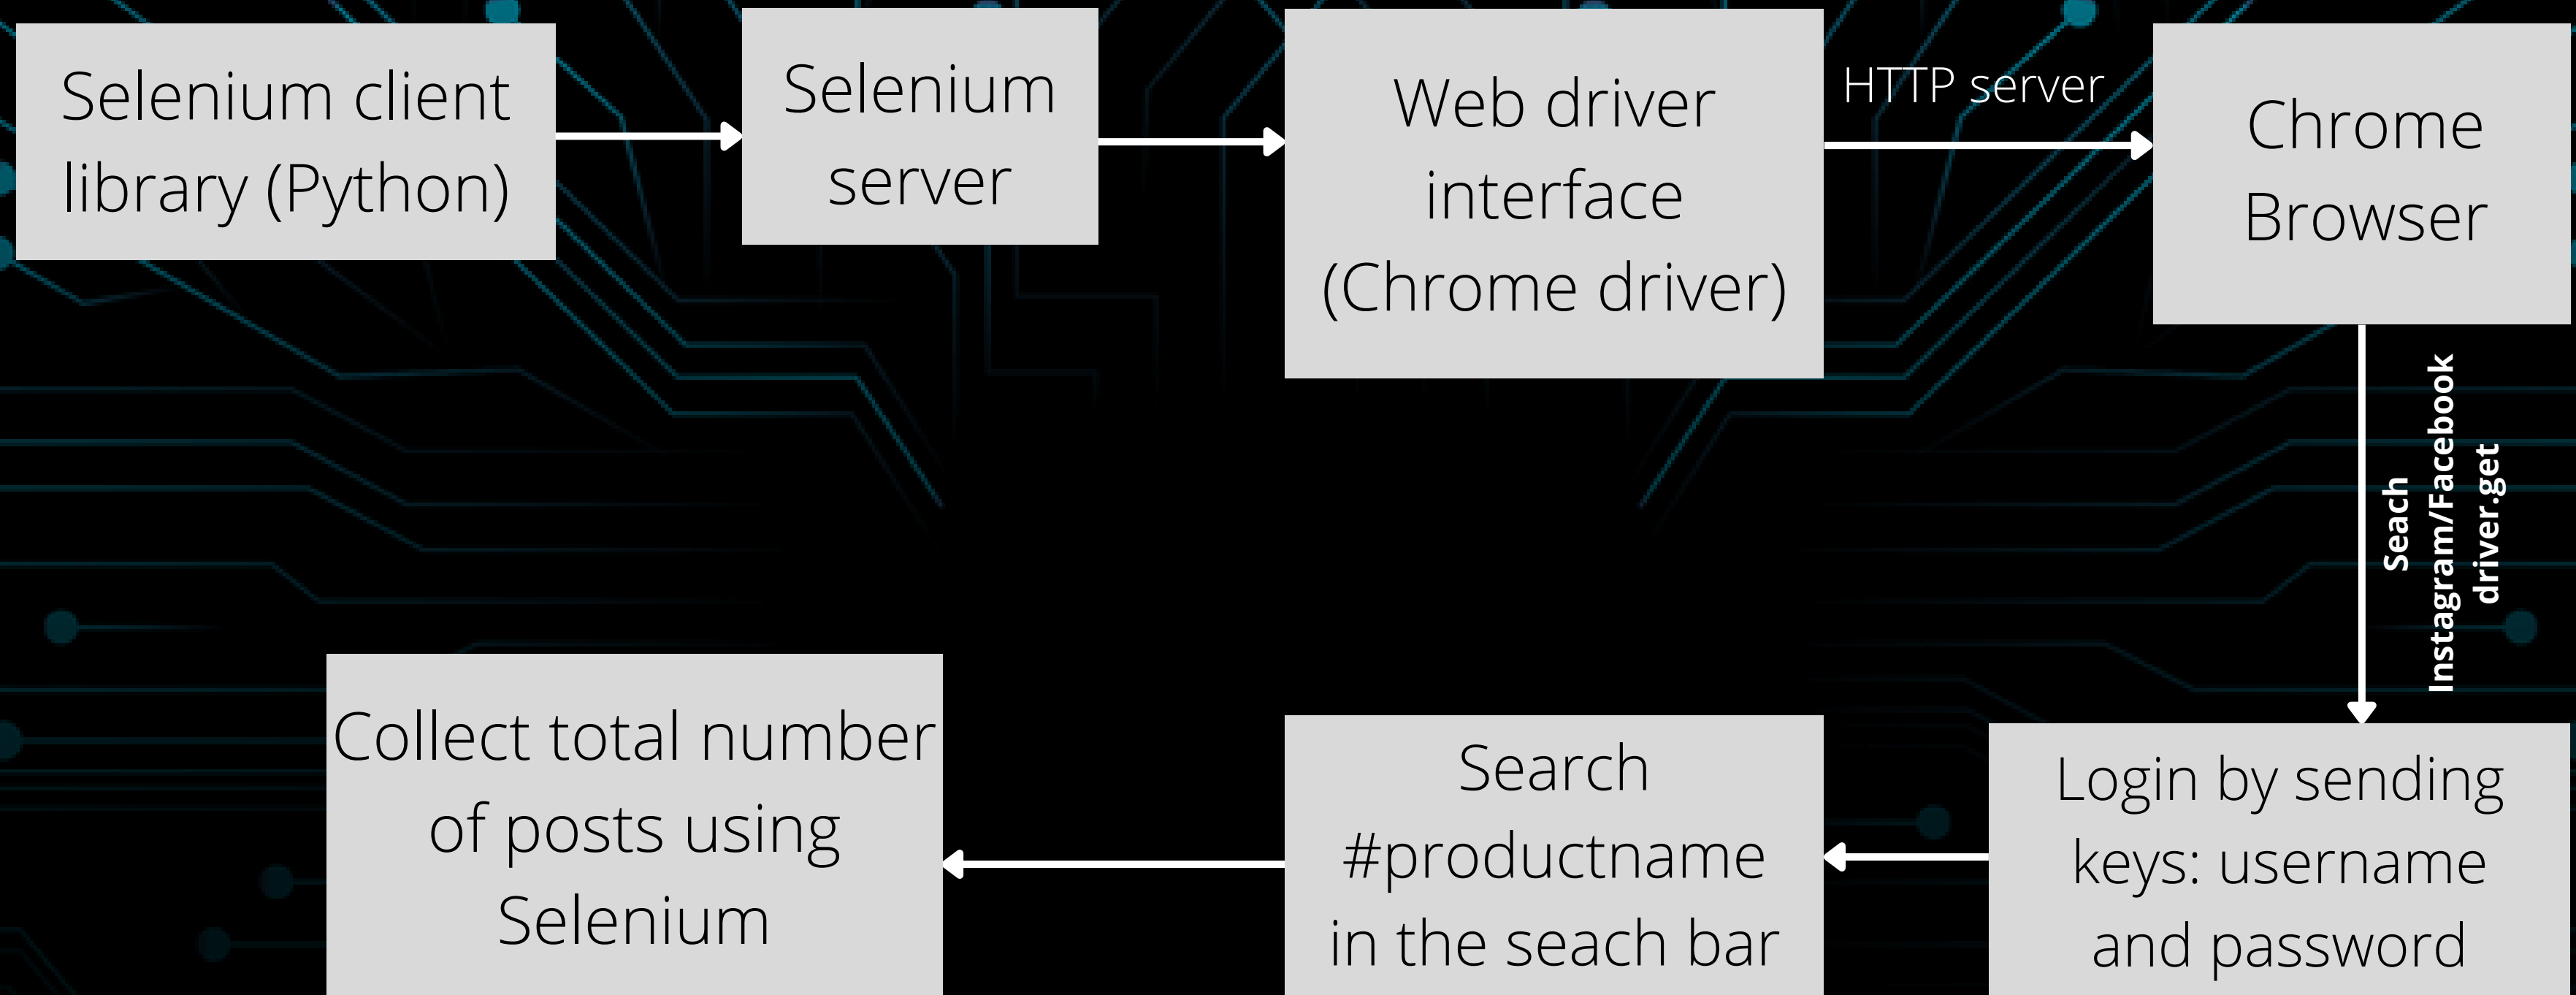 Selenium client
library (Python)
Selenium
server
Web driver
interface
(Chrome driver)
HTTP server
Chrome
Browser
Seach
Instagram/Facebook
driver.get
Login by sending
keys: username
and password
Search
#productname
in the seach bar
Collect total number
of posts using
Selenium